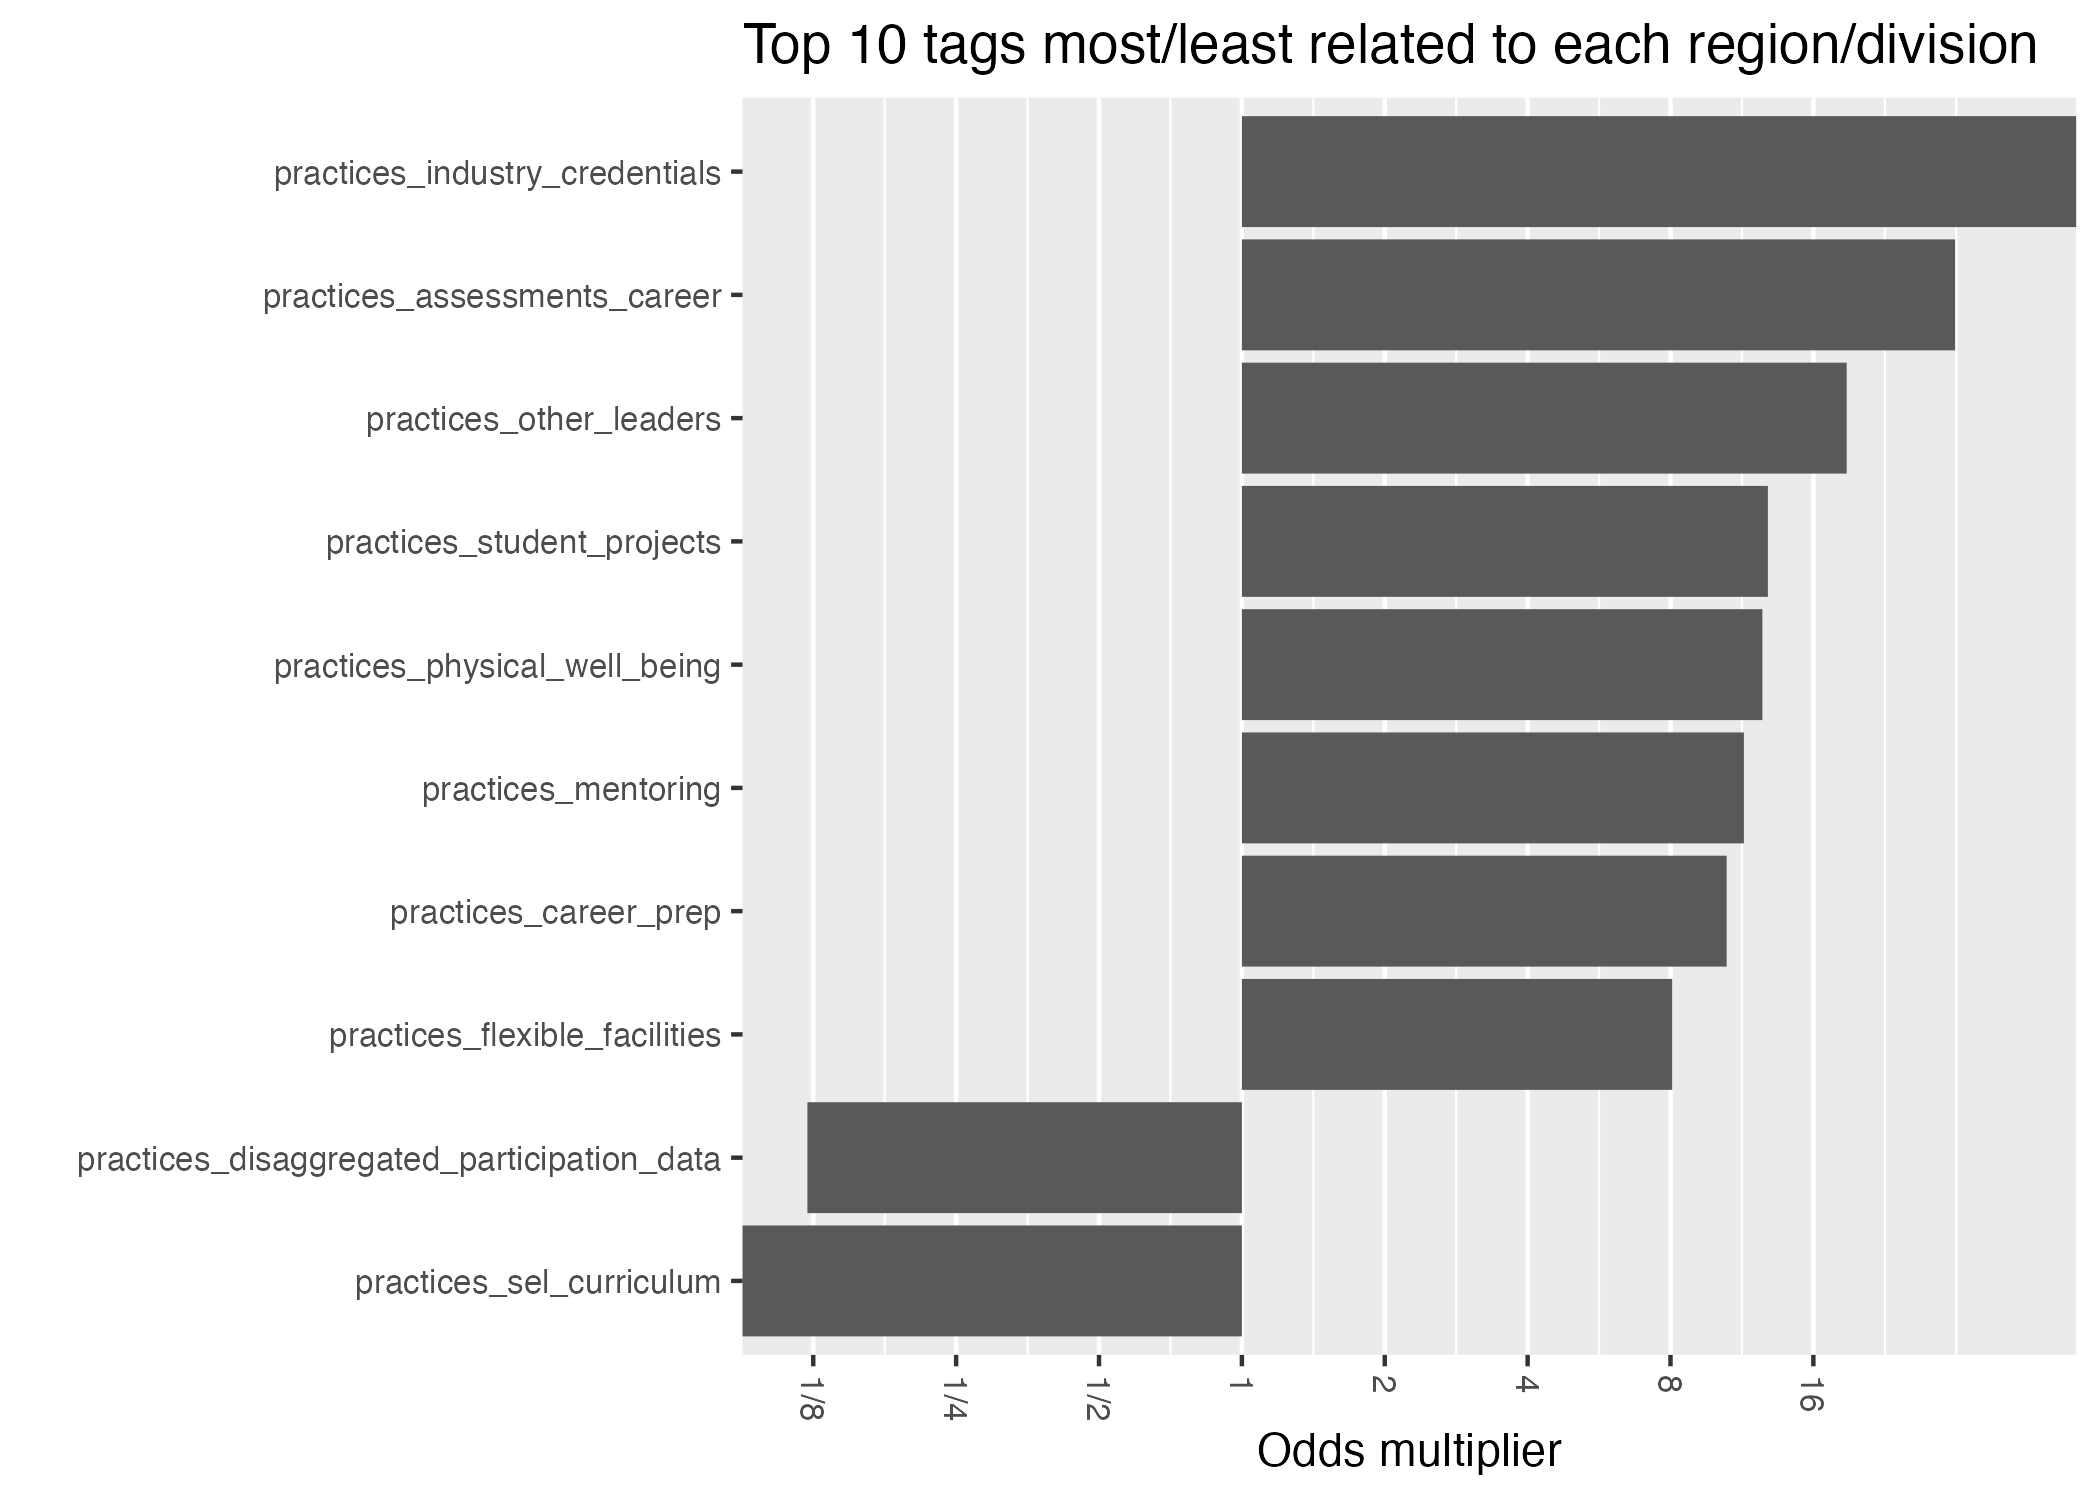 Top 10 tags most/least related to each region/division
practices_industry_credentials
practices_assessments_career
practices_other_leaders
practices_student_projects
practices_physical_well_being
practices_mentoring
practices_career_prep
practices_flexible_facilities
practices_disaggregated_participation_data
practices_sel_curriculum
1/8
1/4
1/2
1
2
4
8
16
Odds multiplier